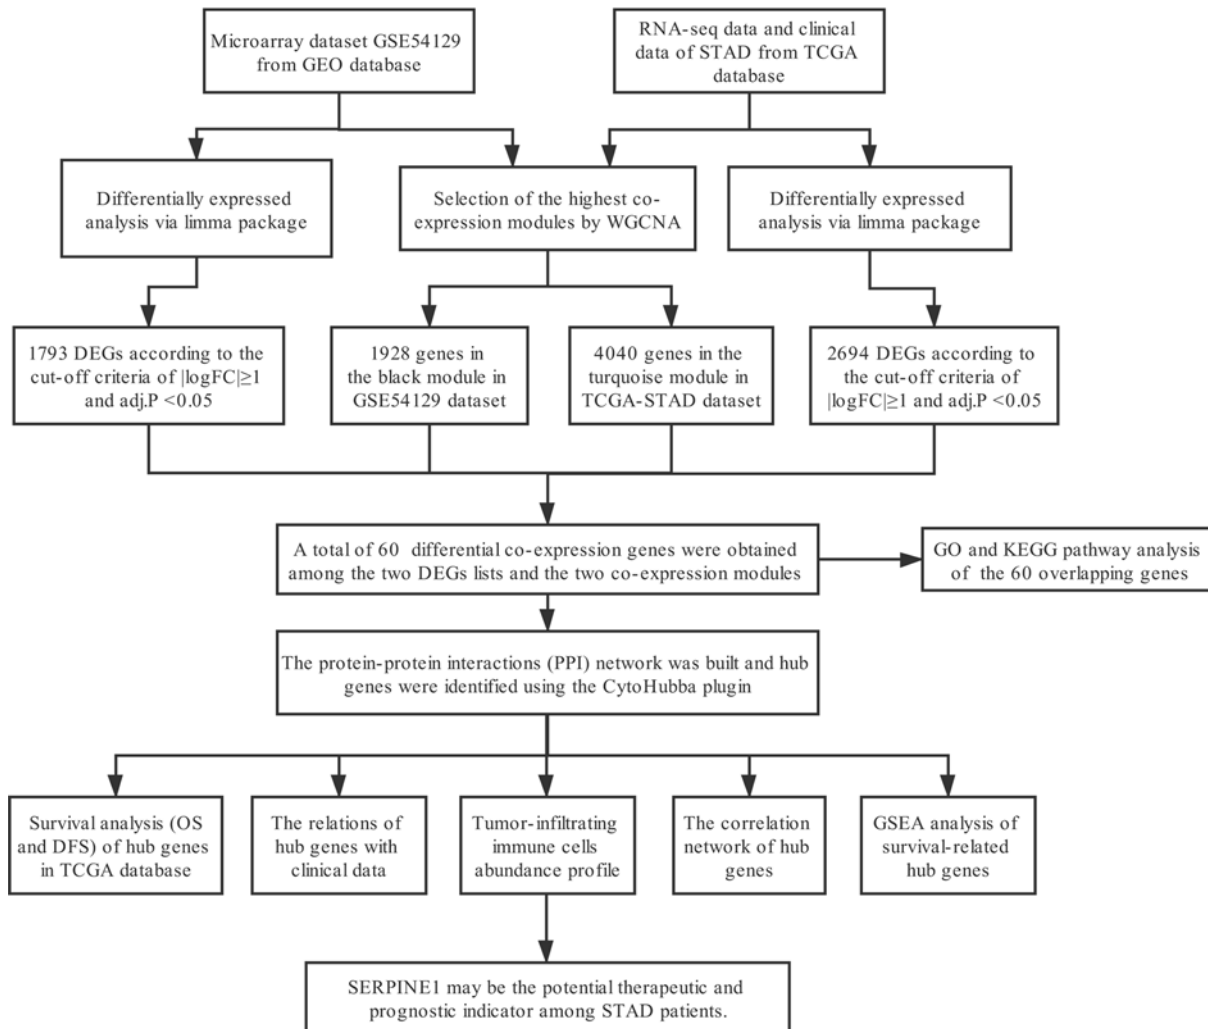 Microarray dataset GSE54129
from GEO database
RNA-seq data and clinical
data of STAD from TCGA
database
Differentially expressed
analysis via limma package
Selection of the highest co-
expression modules by WGCNA
Differentially expressed
analysis via limma package
1793 DEGs according to the
cut-off criteria of |logFC|≥1
and adj.P <0.05
1928 genes in
the black module in
GSE54129 dataset
4040 genes in the
turquoise module in
TCGA-STAD dataset
2694 DEGs according to
the cut-off criteria of
|logFC|≥1 and adj.P <0.05
A total of 60 differential co-expression genes were obtained
among the two DEGs lists and the two co-expression modules
GO and KEGG pathway analysis
of the 60 overlapping genes
The protein-protein interactions (PPI) network was built and hub
genes were identified using the CytoHubba plugin
Survival analysis (OS
and DFS) of hub genes
in TCGA database
The relations of
hub genes with
clinical data
Tumor-infiltrating
immune cells
abundance profile
The correlation
network of hub
genes
GSEA analysis of
survival-related
hub genes
SERPINE1 may be the potential therapeutic and
prognostic indicator among STAD patients.